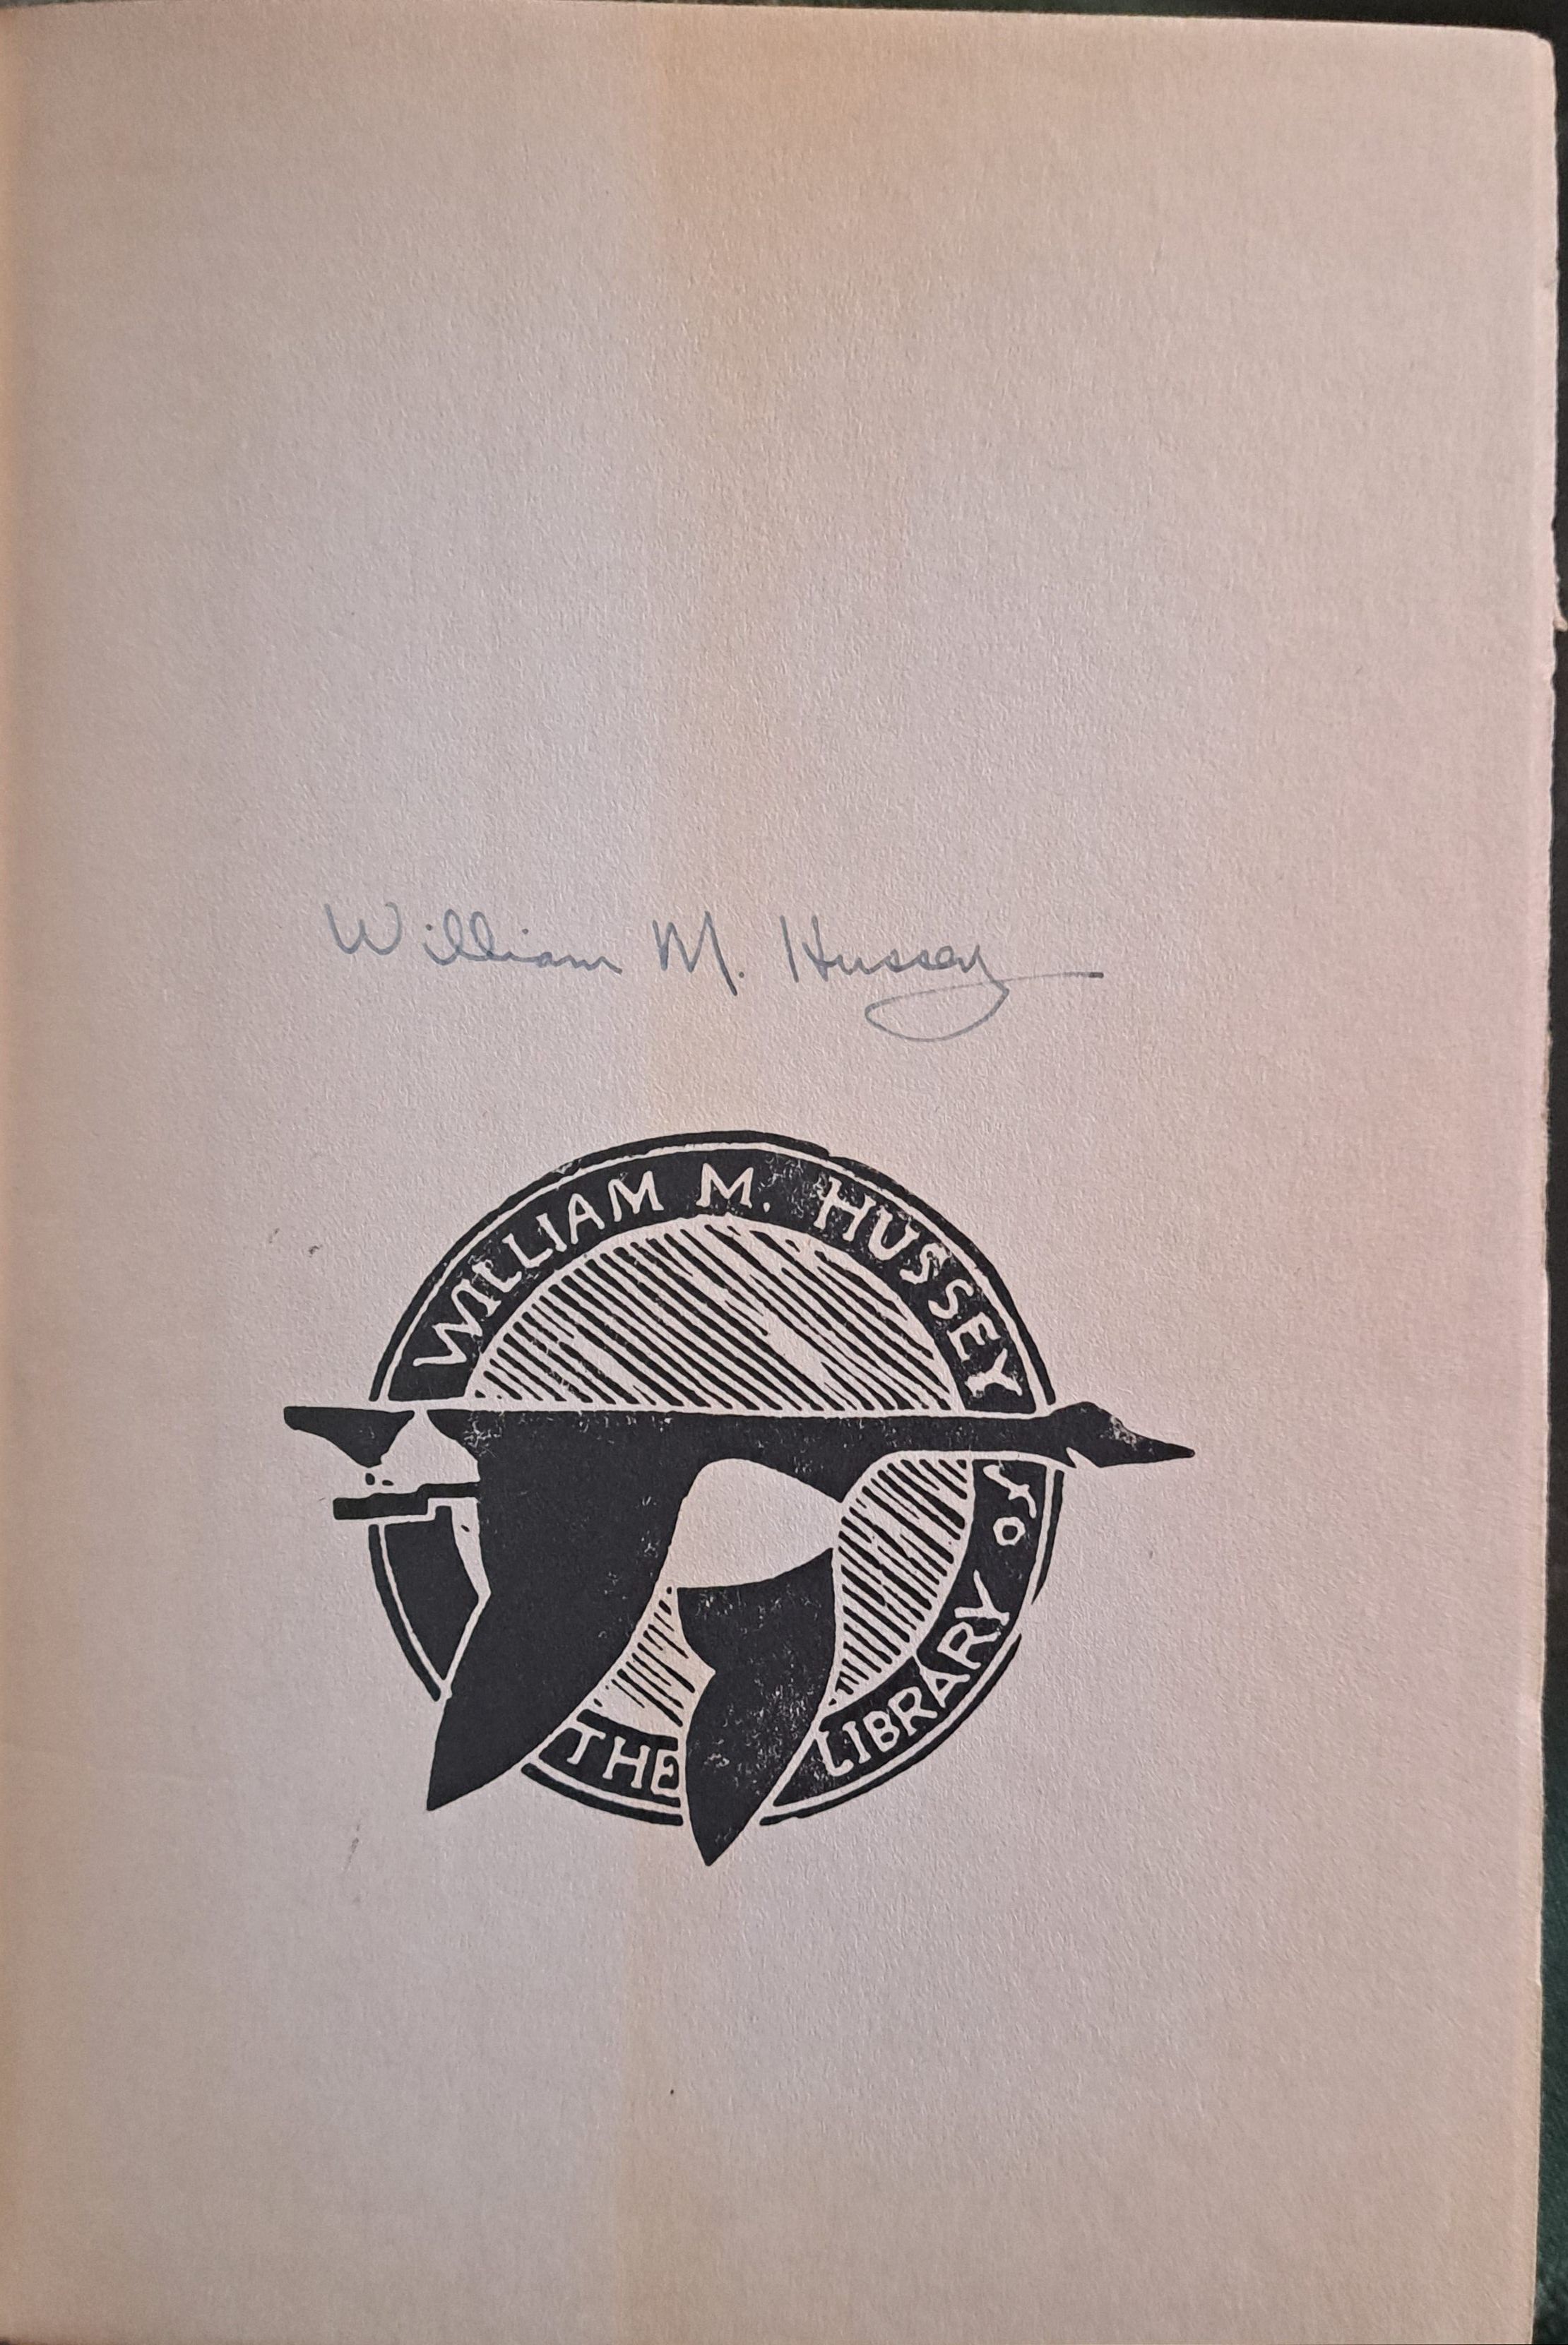 William M. Hussey
THE LIBRARY of
WILLIAM M. HUSSEY